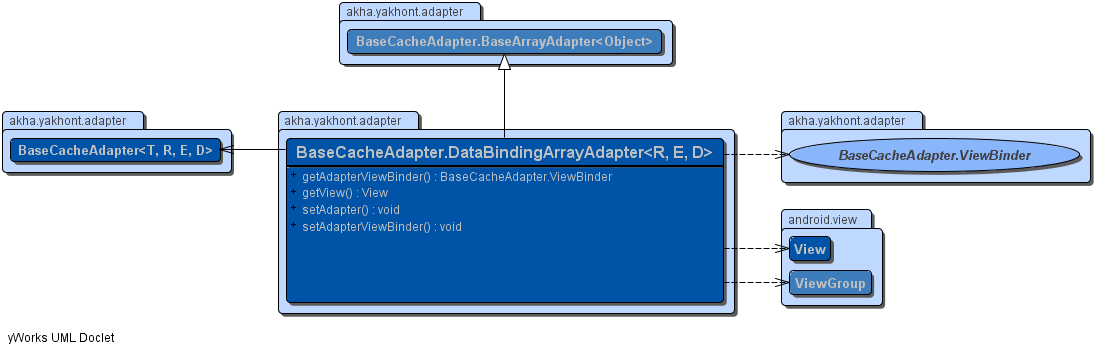 akha.yakhont.adapter
BaseCacheAdapter.BaseArrayAdapter<Object>
akha.yakhont.adapter
BaseCacheAdapter<T, R, E, D>
akha.yakhont.adapter
BaseCacheAdapter.DataBindingArrayAdapter<R, E, D>
+ getAdapterViewBinder() : BaseCacheAdapter.ViewBinder
+ getView() : View
+ setAdapter() : void
+ setAdapterViewBinder() : void
akha.yakhont.adapter
BaseCacheAdapter.ViewBinder
android.view
View
ViewGroup
yWorks UML Doclet